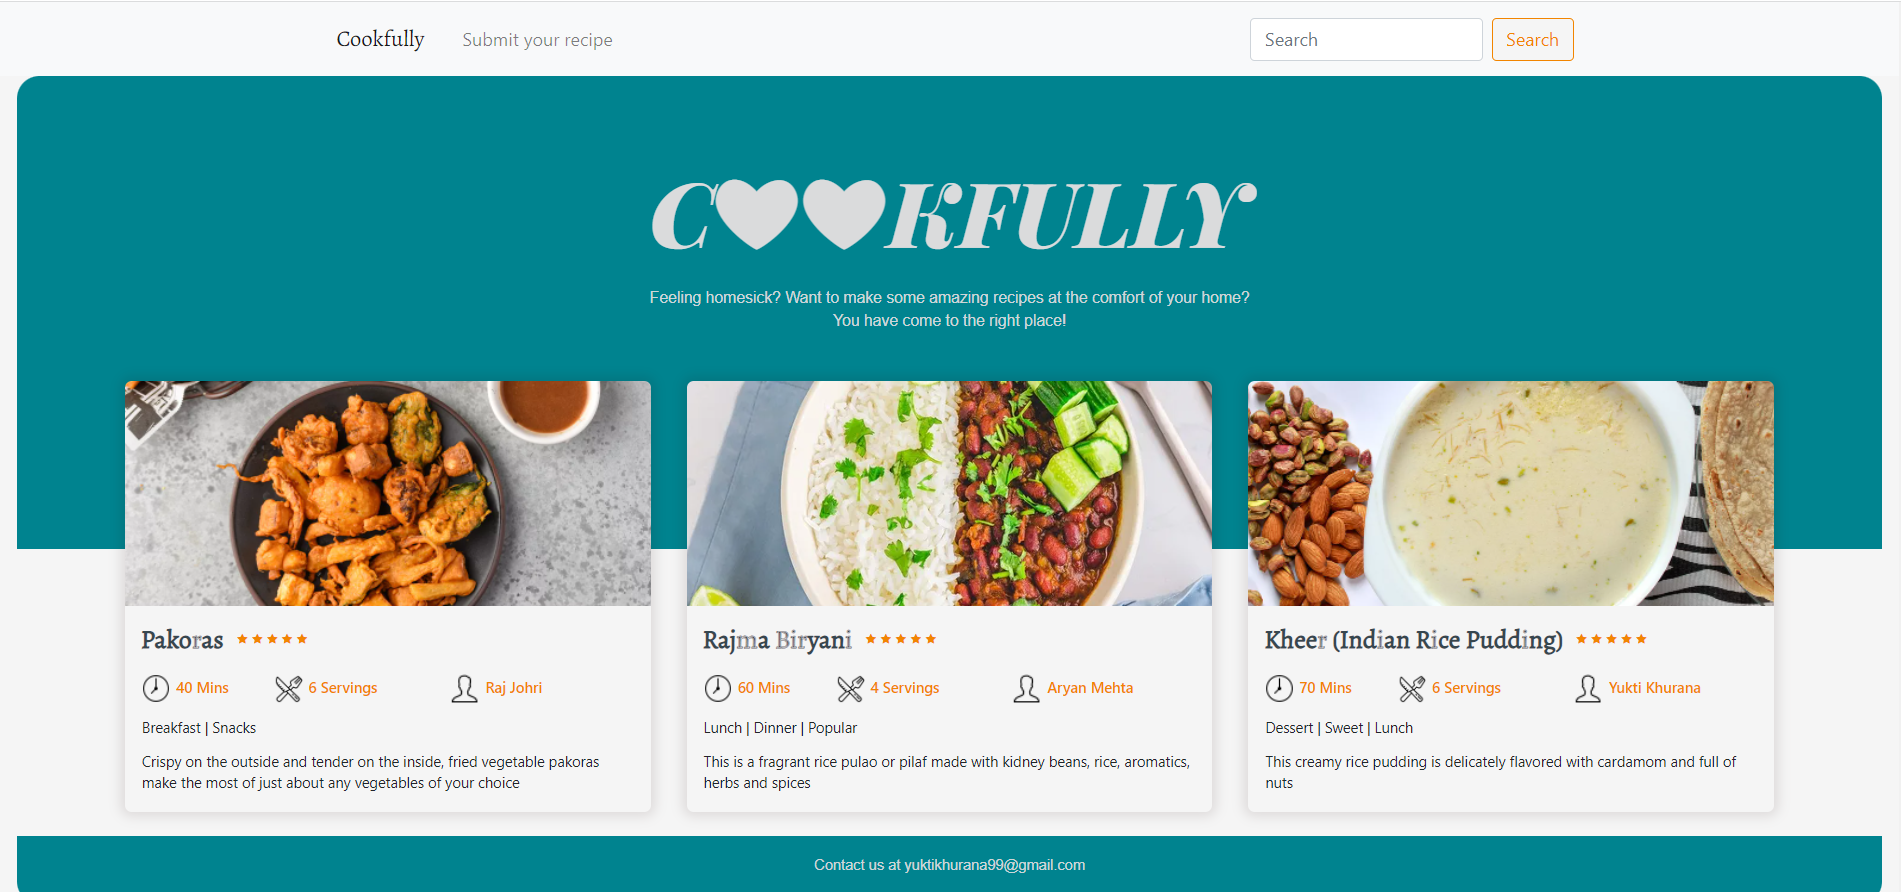 Cookfully Submit your recipe Search Search
C♥♥KFULLY
Feeling homesick? Want to make some amazing recipes at the comfort of your home?
You have come to the right place!
Pakoras ★★★★★
40 Mins 6 Servings Raj Johri
Breakfast | Snacks
Crispy on the outside and tender on the inside, fried vegetable pakoras
make the most of just about any vegetables of your choice
Rajma Biryani ★★★★★
60 Mins 4 Servings Aryan Mehta
Lunch | Dinner | Popular
This is a fragrant rice pulao or pilaf made with kidney beans, rice, aromatics,
herbs and spices
Kheer (Indian Rice Pudding) ★★★★★
70 Mins 6 Servings Yukti Khurana
Dessert | Sweet | Lunch
This creamy rice pudding is delicately flavored with cardamom and full of
nuts
Contact us at yuktikhurana99@gmail.com